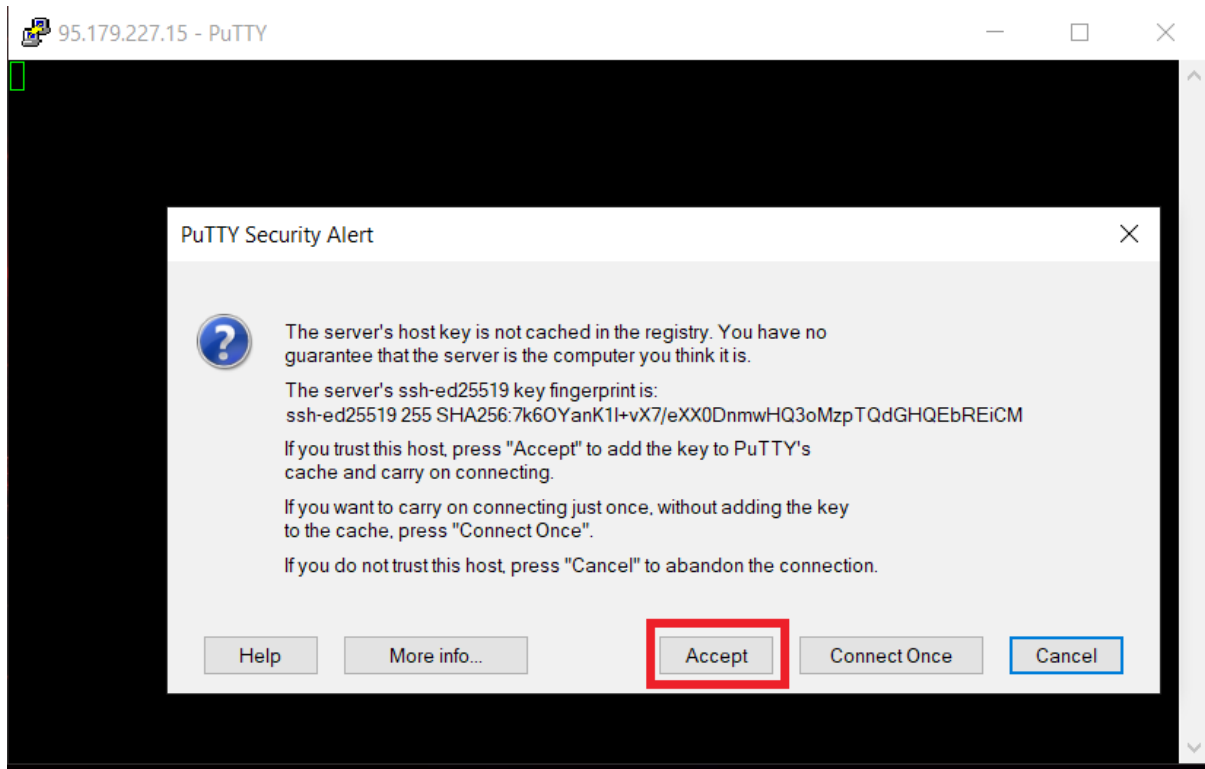 95.179.227.15 - PuTTY
PuTTY Security Alert
The server's host key is not cached in the registry. You have no
guarantee that the server is the computer you think it is.
The server's ssh-ed25519 key fingerprint is:
ssh-ed25519 255 SHA256:7k6OYanK1l+vX7/eXX0DnmwHQ3oMzpTQdGHQEbREiCM
If you trust this host, press "Accept" to add the key to PuTTY's
cache and carry on connecting.
If you want to carry on connecting just once, without adding the key
to the cache, press "Connect Once".
If you do not trust this host, press "Cancel" to abandon the connection.
Help More info... Accept Connect Once Cancel